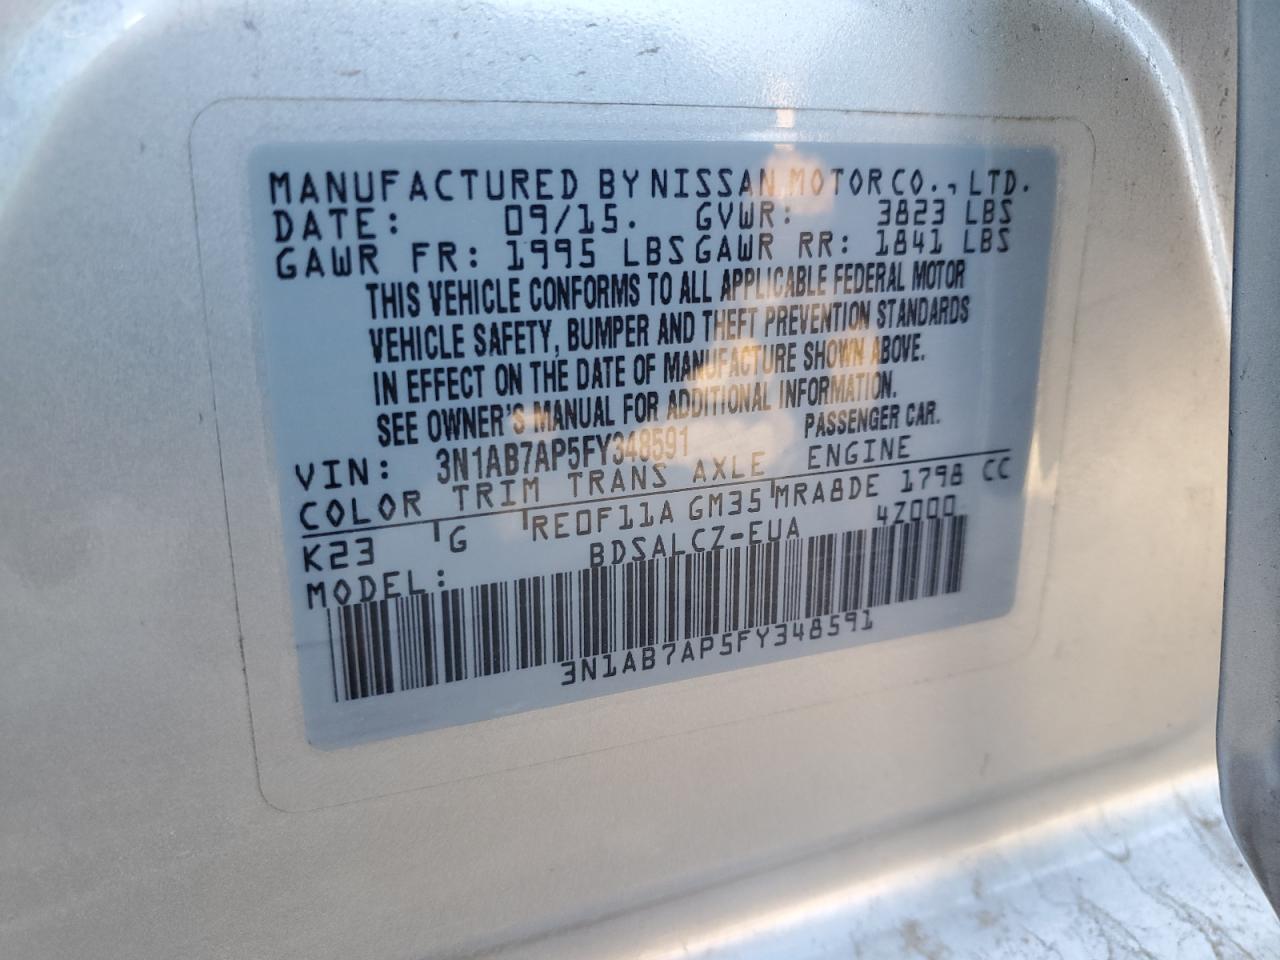 MANUFACTURED BY NISSAN MOTOR CO., LTD.
DATE: 09/15. GVWR: 3823 LBS
GAWR FR: 1995 LBS GAWR RR: 1841 LBS
THIS VEHICLE CONFORMS TO ALL APPLICABLE FEDERAL MOTOR
VEHICLE SAFETY, BUMPER AND THEFT PREVENTION STANDARDS
IN EFFECT ON THE DATE OF MANUFACTURE SHOWN ABOVE.
SEE OWNER'S MANUAL FOR ADDITIONAL INFORMATION.
VIN: 3N1AB7AP5FY348591 PASSENGER CAR.
COLOR TRIM TRANS AXLE ENGINE
K23 G RE0F11A GM35 MRA8DE 1798 CC
MODEL: BDSALCZ-EUA 4Z000
3N1AB7AP5FY348591